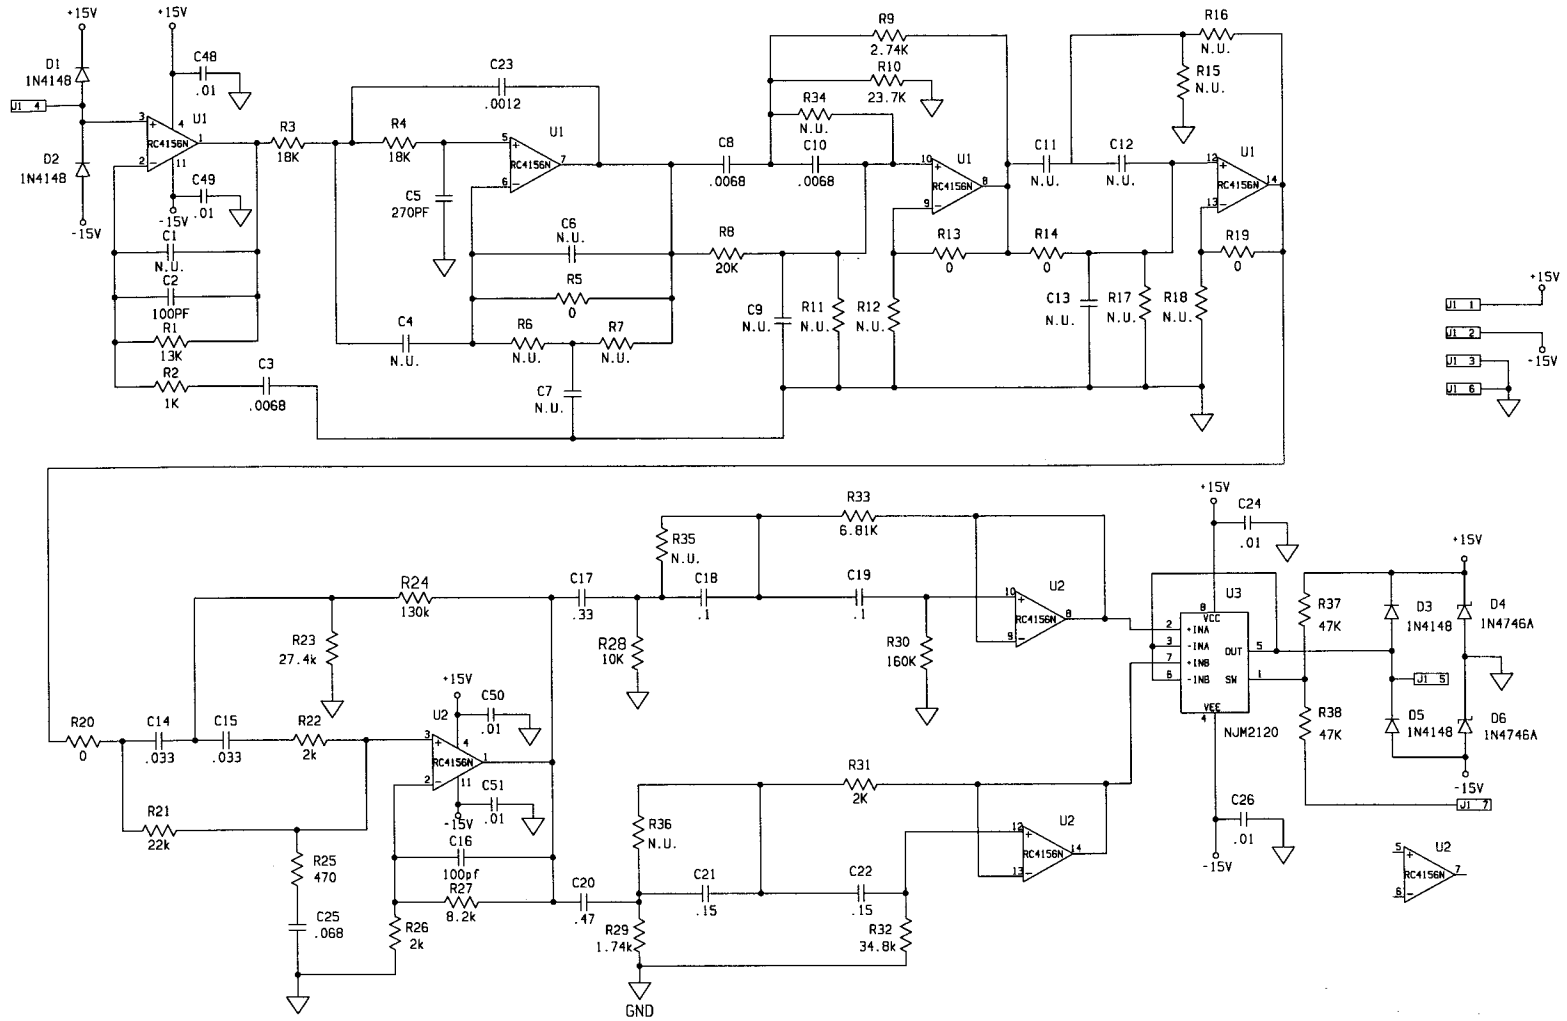 +15V
+15V
D1
1N4148
C48
.01
J1 4
3
+
4
U1
RC4156N
1
2
-
11
D2
1N4148
C49
.01
-15V
-15V
C1
N.U.
C2
100PF
R1
13K
R2
1K
C3
.0068
R3
18K
C23
.0012
R4
18K
5
+
U1
RC4156N
7
6
-
C5
270PF
C6
N.U.
R5
0
C4
N.U.
R6
N.U.
R7
N.U.
C7
N.U.
R9
2.74K
R10
23.7K
R34
N.U.
C8
.0068
C10
.0068
10
+
U1
RC4156N
8
9
-
R8
20K
C9
N.U.
R11
N.U.
R12
N.U.
R13
0
R16
N.U.
R15
N.U.
C11
N.U.
C12
N.U.
12
+
U1
RC4156N
14
13
-
R14
0
R19
0
C13
N.U.
R17
N.U.
R18
N.U.
+15V
J1 1
J1 2
-15V
J1 3
J1 6
R20
0
C14
.033
C15
.033
R22
2k
R21
22k
R25
470
C25
.068
R23
27.4k
R24
130k
+15V
C50
.01
3
+
4
U2
RC4156N
1
2
-
11
-15V
C51
.01
C16
100pf
R27
8.2k
R26
2k
C17
.33
R28
10K
R35
N.U.
C18
.1
R33
6.81K
C19
.1
R30
160K
10
+
U2
RC4156N
8
9
-
C20
.47
R29
1.74k
R36
N.U.
C21
.15
R31
2K
C22
.15
R32
34.8k
GND
12
+
U2
RC4156N
14
13
-
+15V
C24
.01
U3
8
VCC
2
+INA
3
-INA
7
+INB
6
-INB
OUT
5
SW
1
VEE
4
NJM2120
C26
.01
-15V
R37
47K
R38
47K
+15V
D3
1N4148
D4
1N4746A
J1 5
D5
1N4148
D6
1N4746A
-15V
J1 7
5
+
U2
RC4156N
7
6
-